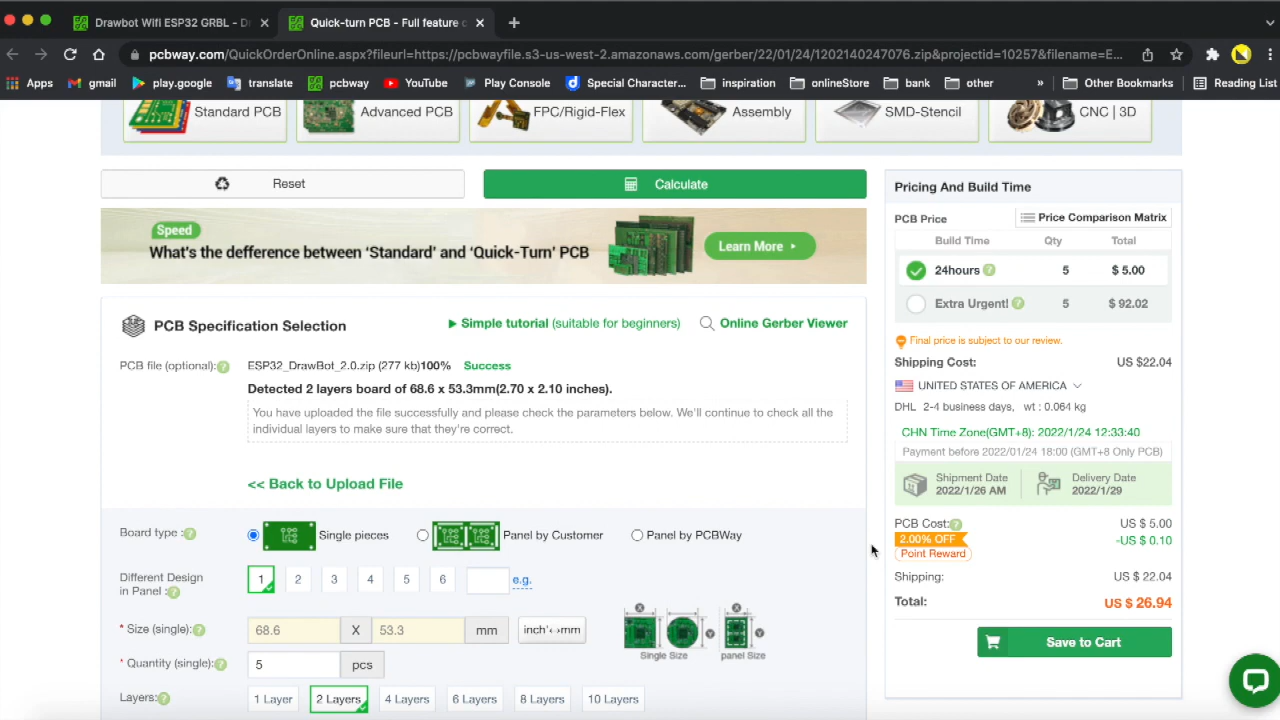 Drawbot Wifi ESP32 GRBL - D
Quick-turn PCB - Full feature c
pcbway.com/QuickOrderOnline.aspx?fileurl=https://pcbwayfile.s3-us-west-2.amazonaws.com/gerber/22/01/24/1202140247076.zip&projectid=10257&filename=E...
Apps gmail play.google translate pcbway YouTube Play Console Special Character... inspiration onlinestore bank other » Other Bookmarks Reading List
Standard PCB Advanced PCB FPC/Rigid-Flex Assembly SMD-Stencil CNC | 3D
Reset
Calculate
Speed
What's the defference between 'Standard' and 'Quick-Turn' PCB
Learn More
PCB Specification Selection
Simple tutorial (suitable for beginners)
Online Gerber Viewer
PCB file (optional): ESP32_DrawBot_2.0.zip (277 kb)100% Success
Detected 2 layers board of 68.6 x 53.3mm(2.70 x 2.10 inches).
You have uploaded the file successfully and please check the parameters below. We'll continue to check all the
individual layers to make sure that they're correct.
<< Back to Upload File
Board type: Single pieces Panel by Customer Panel by PCBWay
Different Design
in Panel :
1 2 3 4 5 6 e.g.
* Size (single): 68.6 X 53.3 mm inch‹›mm
X X
Y Y
Single Size panel Size
* Quantity (single): 5 pcs
Layers: 1 Layer 2 Layers 4 Layers 6 Layers 8 Layers 10 Layers
Pricing And Build Time
PCB Price Price Comparison Matrix
Build Time Qty Total
24hours 5 $ 5.00
Extra Urgent! 5 $ 92.02
Final price is subject to our review.
Shipping Cost: US $22.04
UNITED STATES OF AMERICA
DHL 2-4 business days, wt : 0.064 kg
CHN Time Zone(GMT+8): 2022/1/24 12:33:40
Payment before 2022/01/24 18:00 (GMT+8 Only PCB)
Shipment Date
2022/1/26 AM
Delivery Date
2022/1/29
PCB Cost: US $ 5.00
2.00% OFF -US $ 0.10
Point Reward
Shipping: US $ 22.04
Total: US $ 26.94
Save to Cart